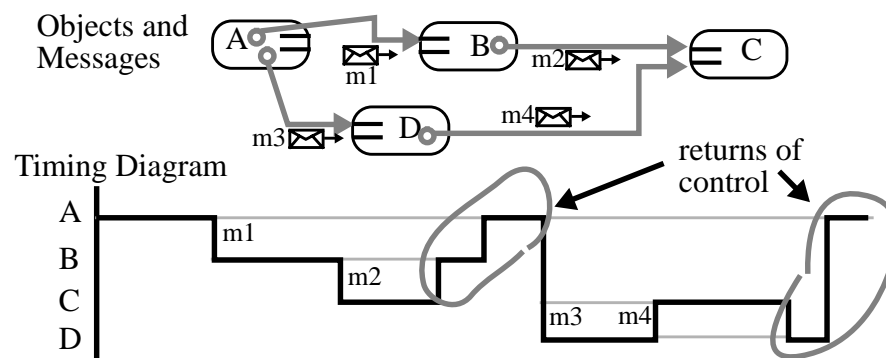 Objects and
Messages
A
B
C
m1
m2
m3
D
m4
Timing Diagram
returns of
control
A
m1
B
m2
C
m3
m4
D